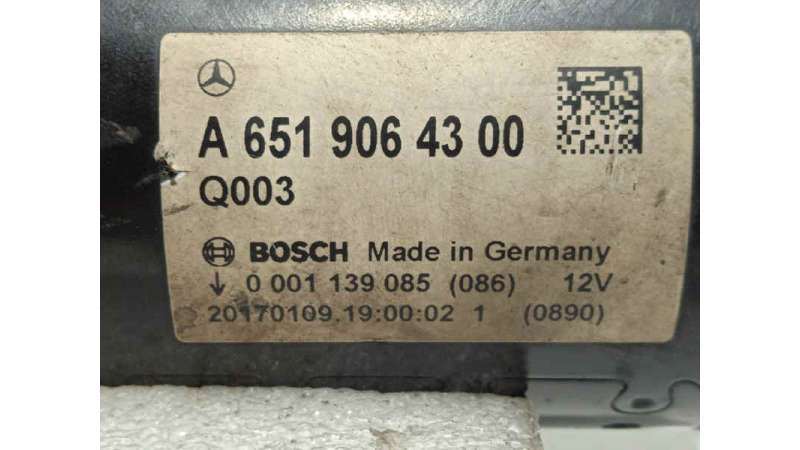 A 651 906 43 00
Q003
BOSCH Made in Germany
0 001 139 085 (086) 12V
20170109.19:00:02 1 (0890)